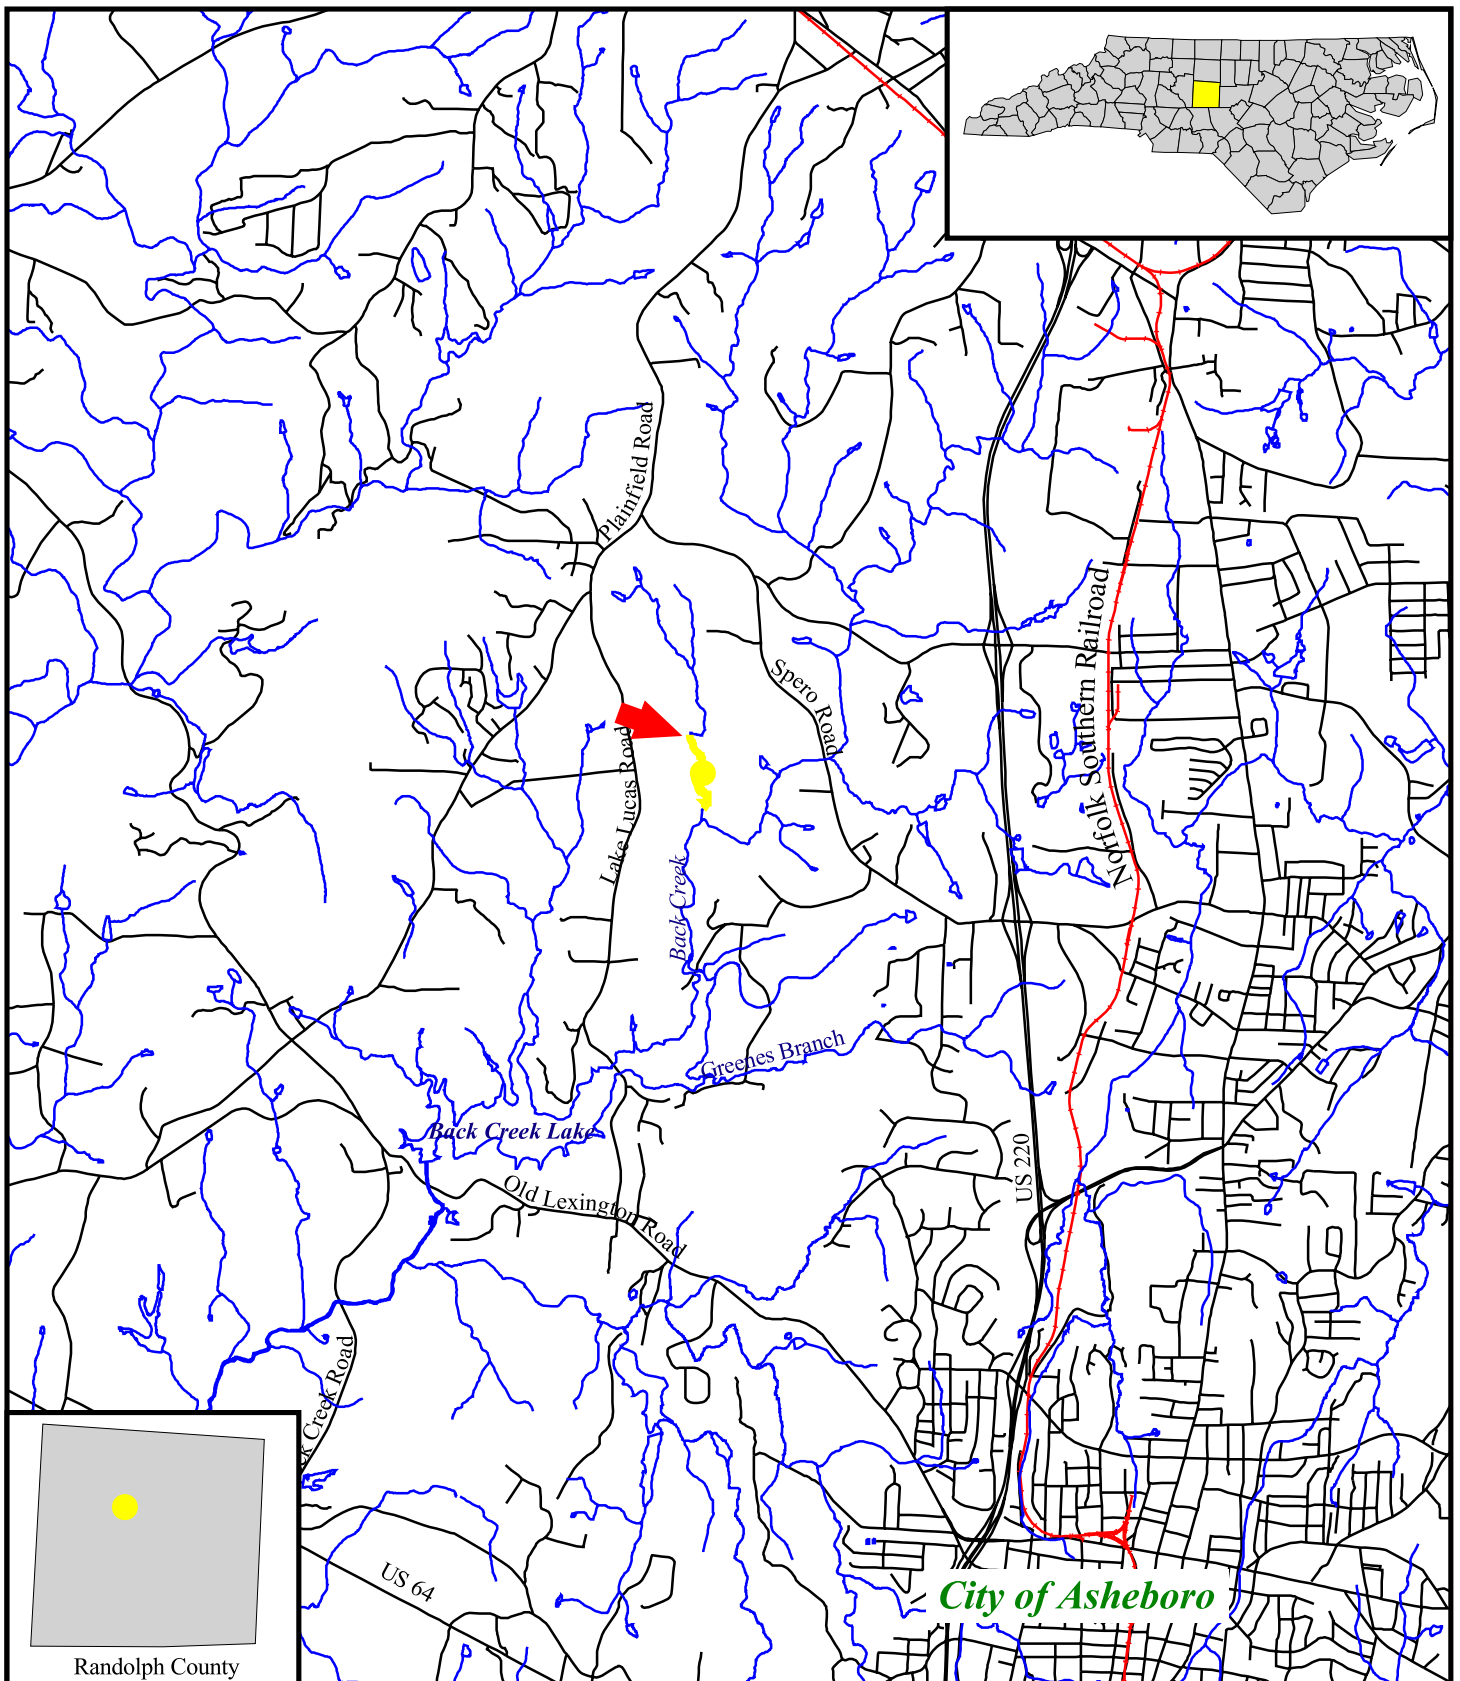 Plainfield Road
Spero Road
Norfolk Southern Railroad
Lake Lucas Road
Back Creek
Greenes Branch
Back Creek Lake
US 220
Old Lexington Road
k Creek Road
US 64
City of Asheboro
Randolph County